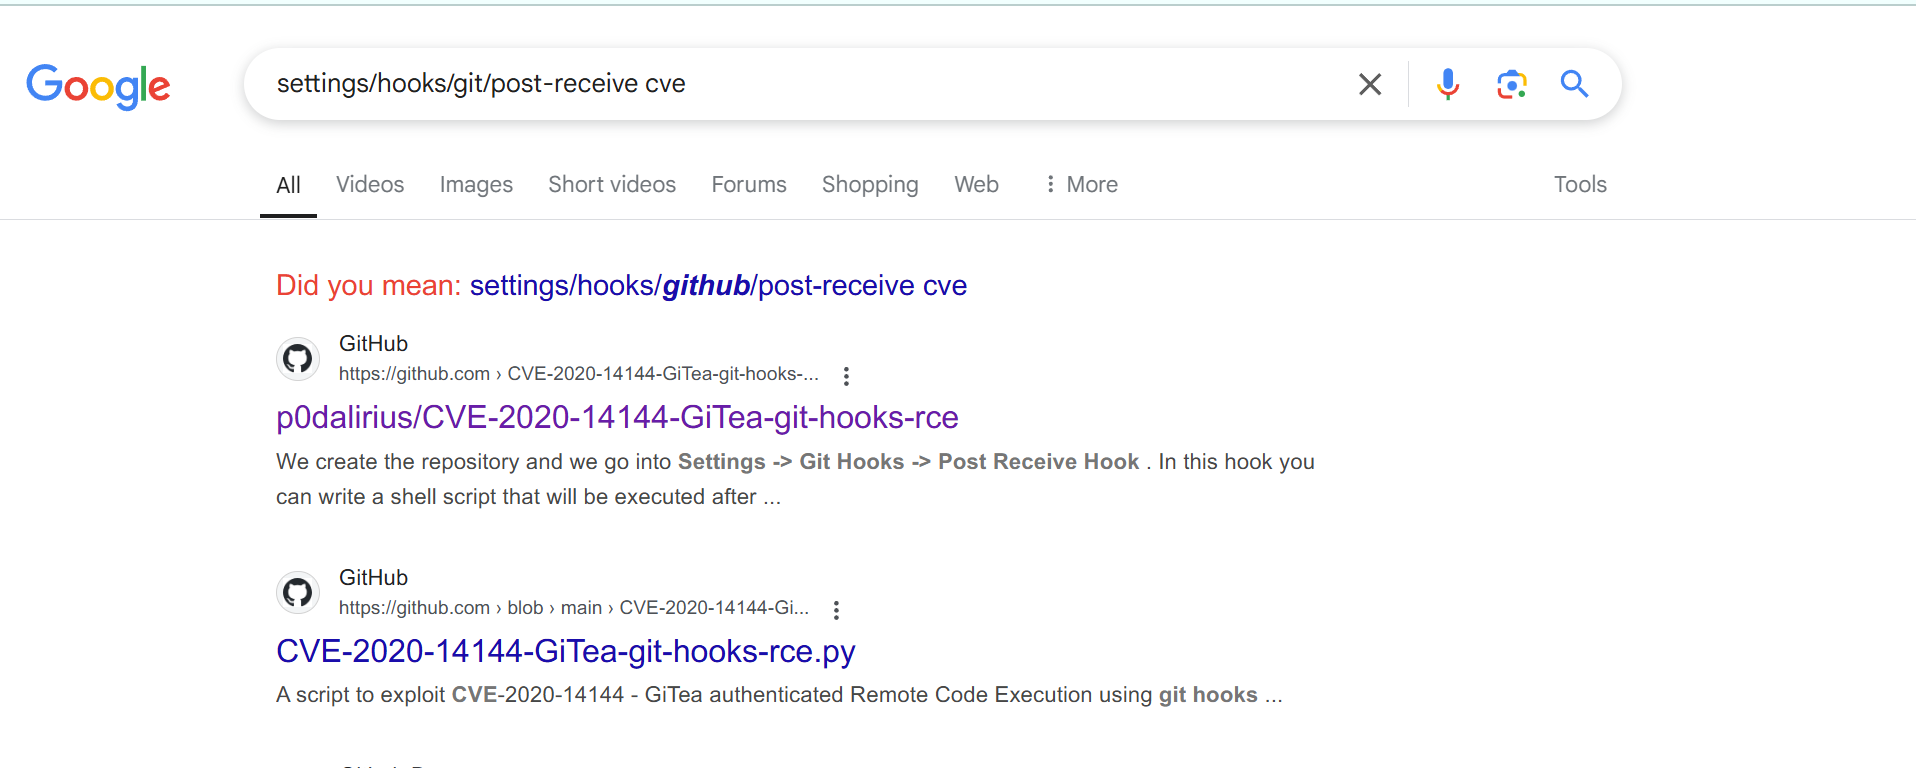 Google
settings/hooks/git/post-receive cve
All Videos Images Short videos Forums Shopping Web More Tools
Did you mean: settings/hooks/github/post-receive cve
GitHub
https://github.com › CVE-2020-14144-GiTea-git-hooks-...
p0dalirius/CVE-2020-14144-GiTea-git-hooks-rce
We create the repository and we go into Settings -> Git Hooks -> Post Receive Hook . In this hook you
can write a shell script that will be executed after ...
GitHub
https://github.com › blob › main › CVE-2020-14144-Gi...
CVE-2020-14144-GiTea-git-hooks-rce.py
A script to exploit CVE-2020-14144 - GiTea authenticated Remote Code Execution using git hooks ...